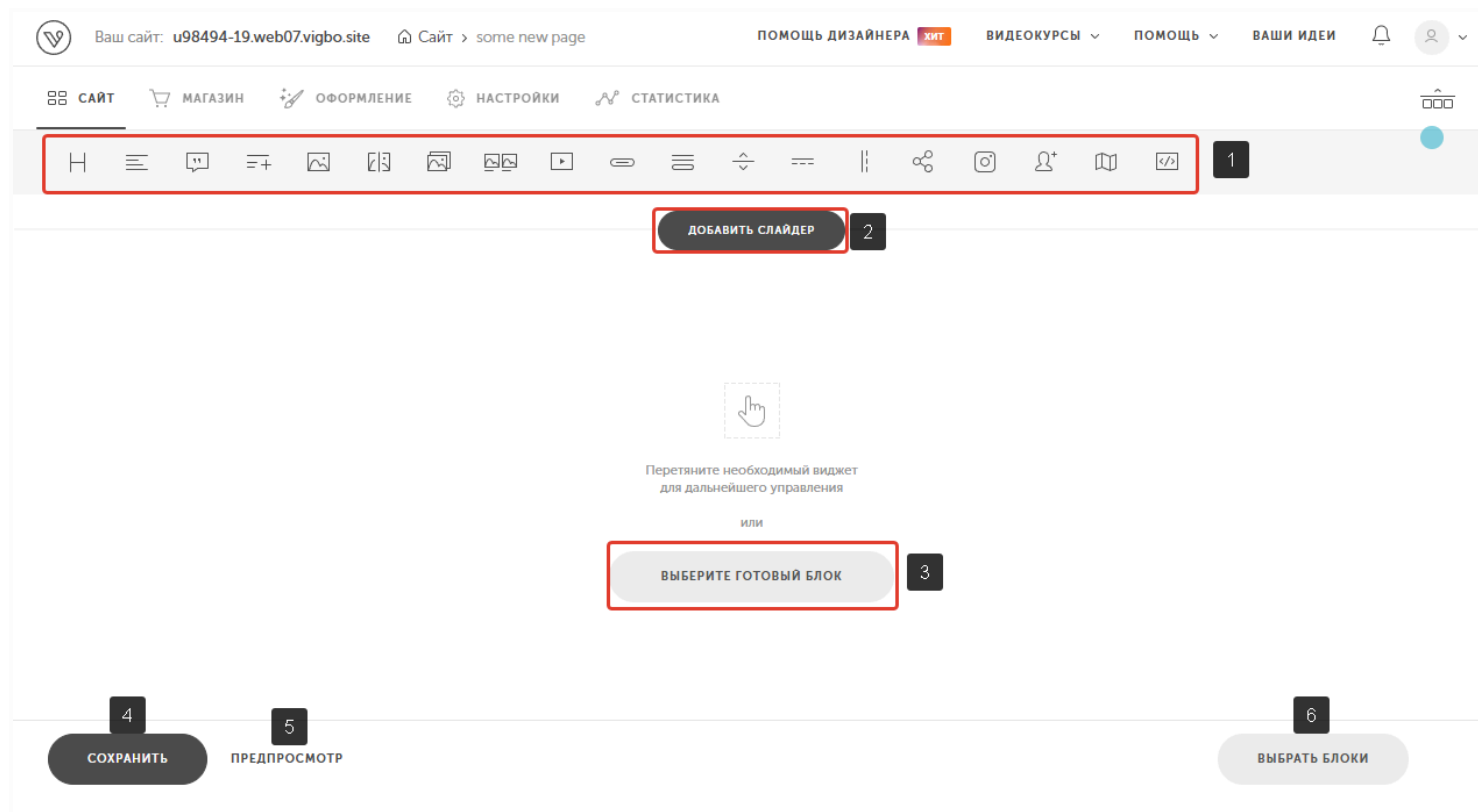 Ваш сайт: u98494-19.web07.vigbo.site Сайт > some new page ПОМОЩЬ ДИЗАЙНЕРА ХИТ ВИДЕОКУРСЫ ПОМОЩЬ ВАШИ ИДЕИ
САЙТ МАГАЗИН ОФОРМЛЕНИЕ НАСТРОЙКИ СТАТИСТИКА
H 1
ДОБАВИТЬ СЛАЙДЕР 2
Перетяните необходимый виджет
для дальнейшего управления
или
ВЫБЕРИТЕ ГОТОВЫЙ БЛОК 3
4 5 6
СОХРАНИТЬ ПРЕДПРОСМОТР ВЫБРАТЬ БЛОКИ